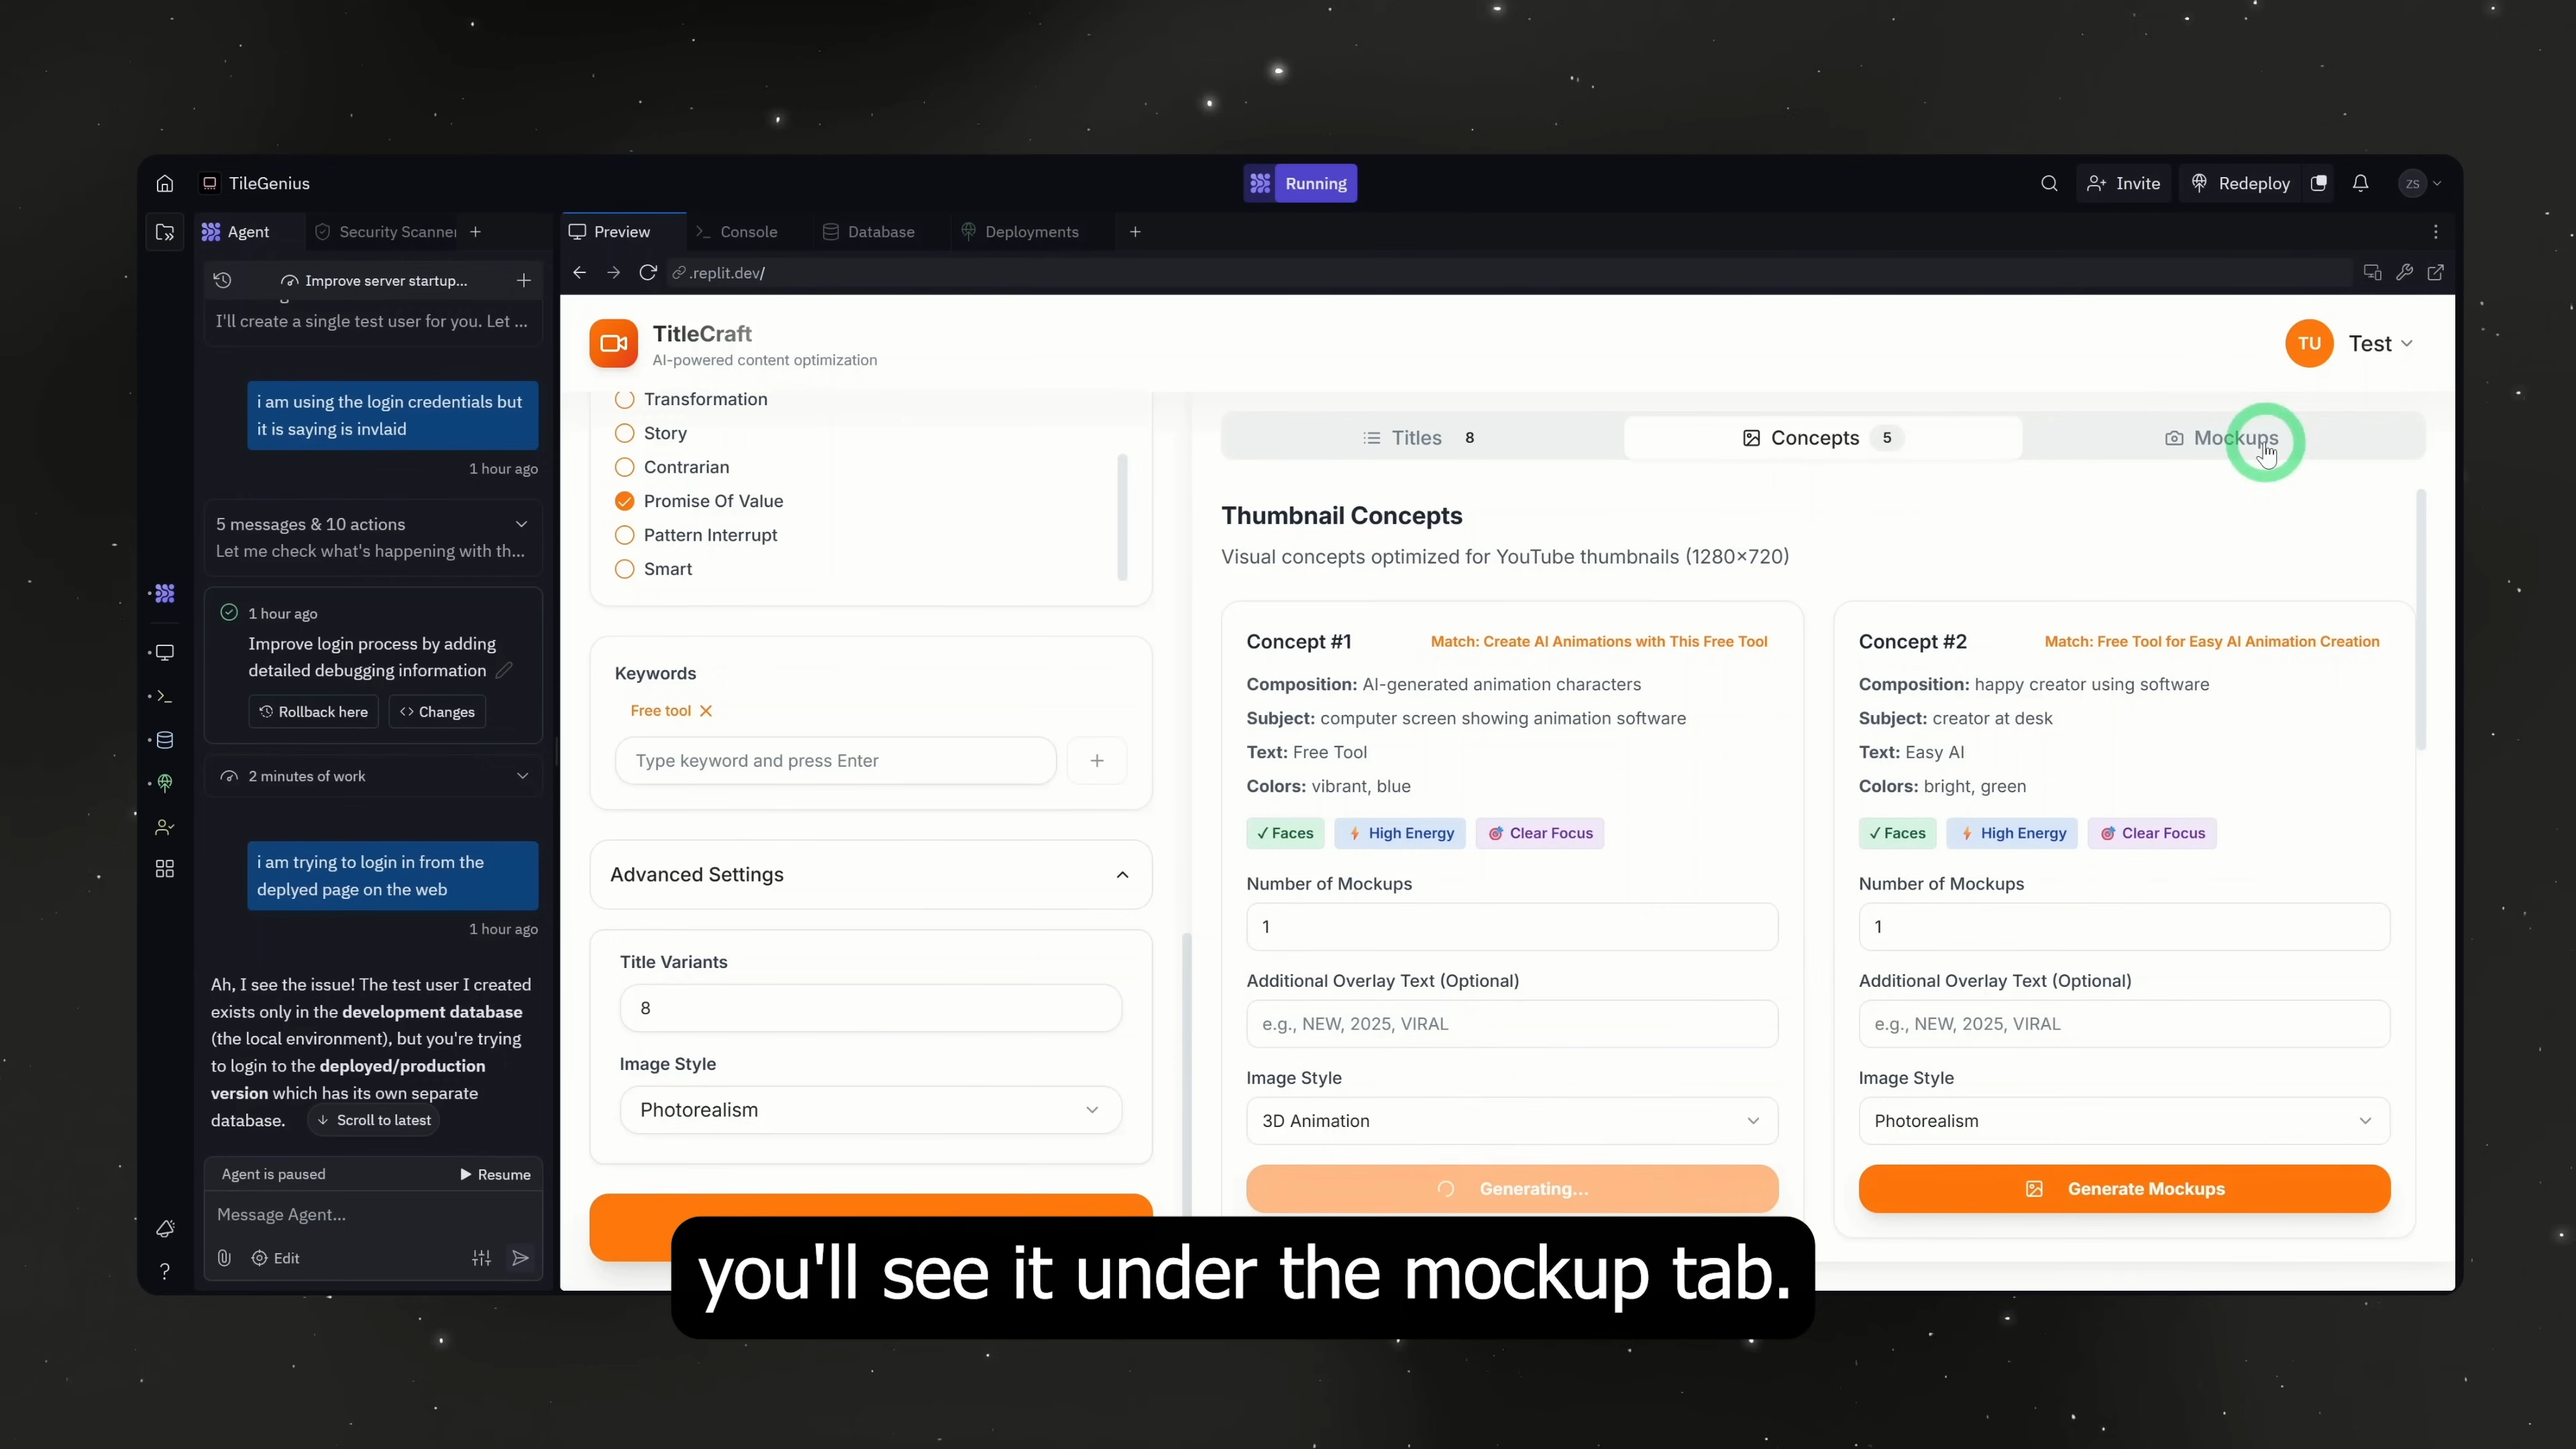 TileGenius
Running
Invite
Redeploy
ZS
Agent
Security Scanner
Preview
Console
Database
Deployments
Improve server startup...
.replit.dev/
I'll create a single test user for you. Let ...
i am using the login credentials but
it is saying is invlaid
1 hour ago
5 messages & 10 actions
Let me check what's happening with th...
1 hour ago
Improve login process by adding
detailed debugging information
Rollback here
Changes
2 minutes of work
i am trying to login in from the
deplyed page on the web
1 hour ago
Ah, I see the issue! The test user I created
exists only in the development database
(the local environment), but you're trying
to login to the deployed/production
version which has its own separate
database.
Scroll to latest
Agent is paused
Resume
Message Agent...
Edit
TitleCraft
AI-powered content optimization
TU
Test
Transformation
Story
Contrarian
Promise Of Value
Pattern Interrupt
Smart
Keywords
Free tool
Type keyword and press Enter
Advanced Settings
Title Variants
8
Image Style
Photorealism
Titles 8
Concepts 5
Mockups
Thumbnail Concepts
Visual concepts optimized for YouTube thumbnails (1280×720)
Concept #1
Match: Create AI Animations with This Free Tool
Composition: AI-generated animation characters
Subject: computer screen showing animation software
Text: Free Tool
Colors: vibrant, blue
✓ Faces
High Energy
Clear Focus
Number of Mockups
1
Additional Overlay Text (Optional)
e.g., NEW, 2025, VIRAL
Image Style
3D Animation
Generating...
Concept #2
Match: Free Tool for Easy AI Animation Creation
Composition: happy creator using software
Subject: creator at desk
Text: Easy AI
Colors: bright, green
✓ Faces
High Energy
Clear Focus
Number of Mockups
1
Additional Overlay Text (Optional)
e.g., NEW, 2025, VIRAL
Image Style
Photorealism
Generate Mockups
you'll see it under the mockup tab.